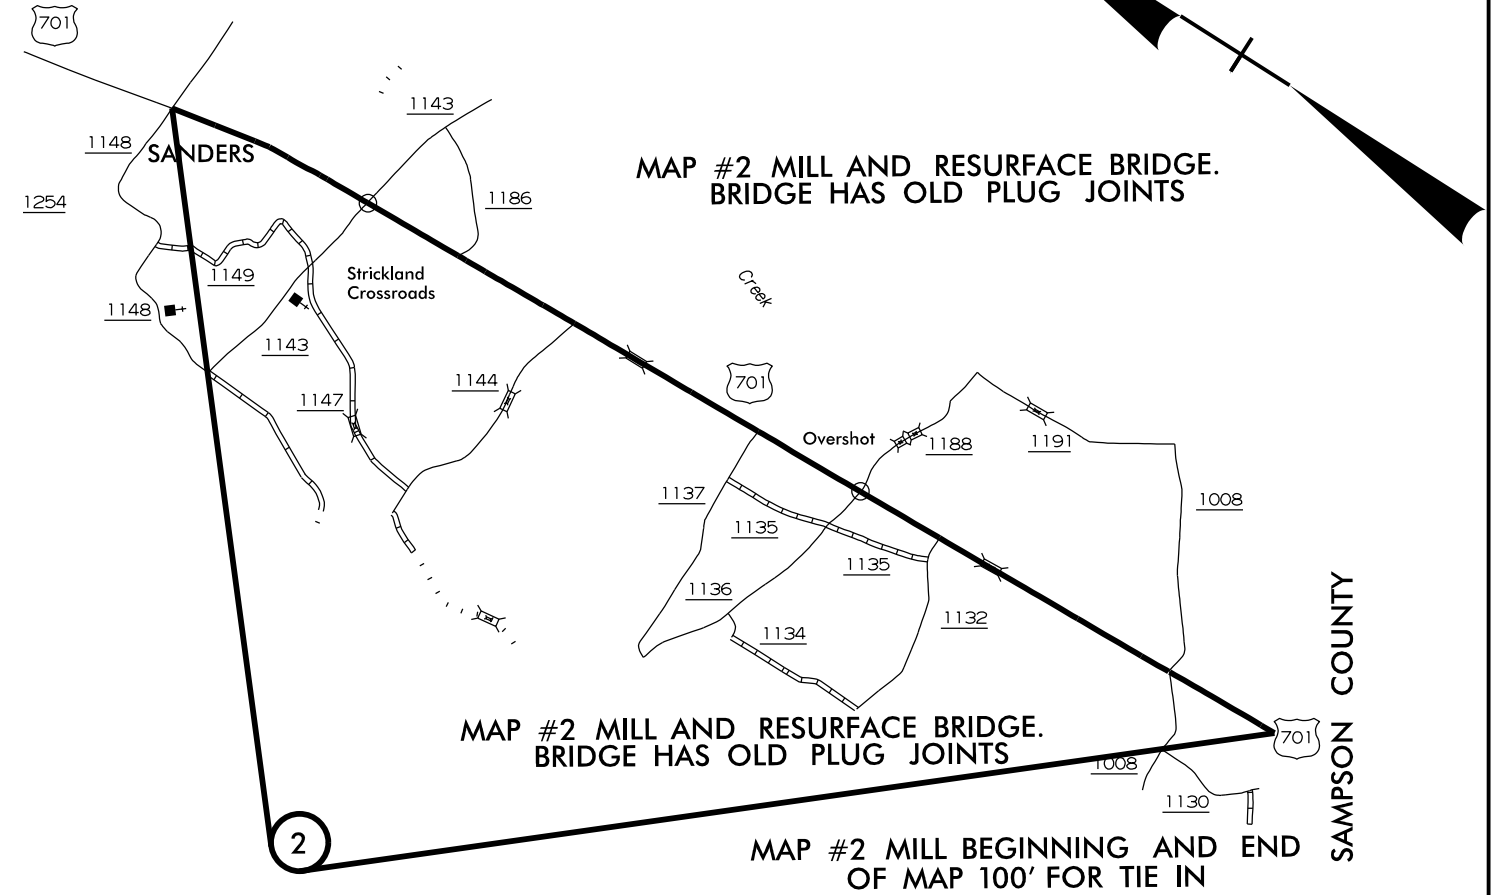 701
1143
1148
SANDERS
MAP #2 MILL AND RESURFACE BRIDGE.
BRIDGE HAS OLD PLUG JOINTS
1254
1186
1149
Strickland
Crossroads
Creek
1148
1143
1144
701
1147
Overshot
1188
1191
1137
1008
1135
1135
1136
1132
1134
MAP #2 MILL AND RESURFACE BRIDGE.
BRIDGE HAS OLD PLUG JOINTS
701
1008
1130
SAMPSON COUNTY
2
MAP #2 MILL BEGINNING AND END
OF MAP 100' FOR TIE IN